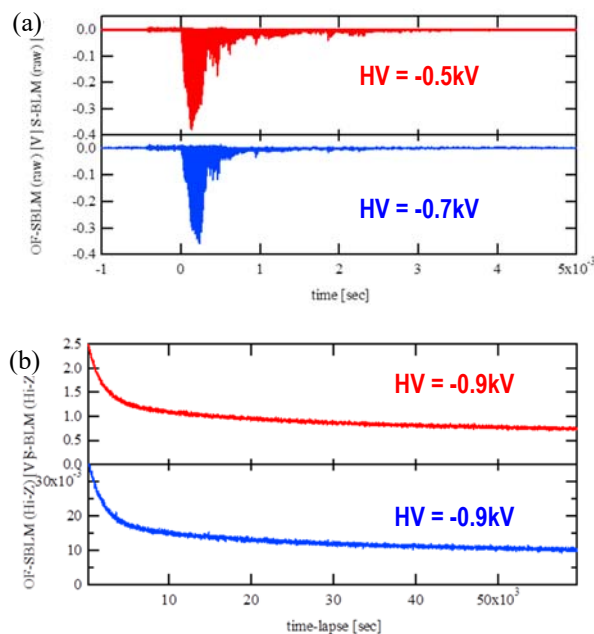 (a)
0.0
-0.1
-0.2
-0.3
-0.4
HV = -0.5kV
0.0
-0.1
-0.2
-0.3
-0.4
HV = -0.7kV
OF-SBLM (raw) [V] S-BLM (raw)
-1 0 1 2 3 4 5x10⁻³
time [sec]
(b)
2.5
2.0
1.5
1.0
0.5
0.0
HV = -0.9kV
30x10⁻³
20
10
0
HV = -0.9kV
OF-SBLM (Hi-Z) [V] S-BLM (Hi-Z)
10 20 30 40 50x10³
time-lapse [sec]